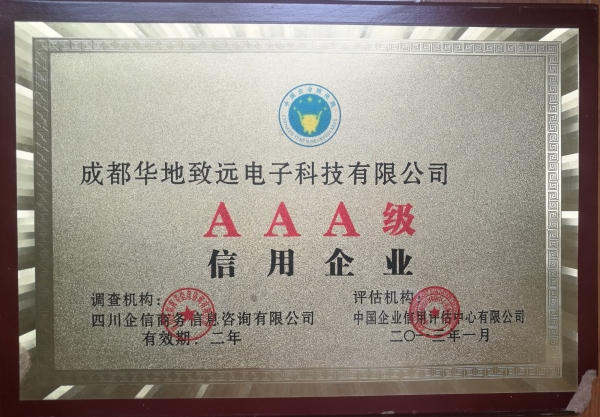 成都华地致远电子科技有限公司
AAA级
信用企业
调查机构：
四川企信商务信息咨询有限公司
有效期：二年
评估机构：
中国企业信用评估中心有限公司
二〇一二年一月